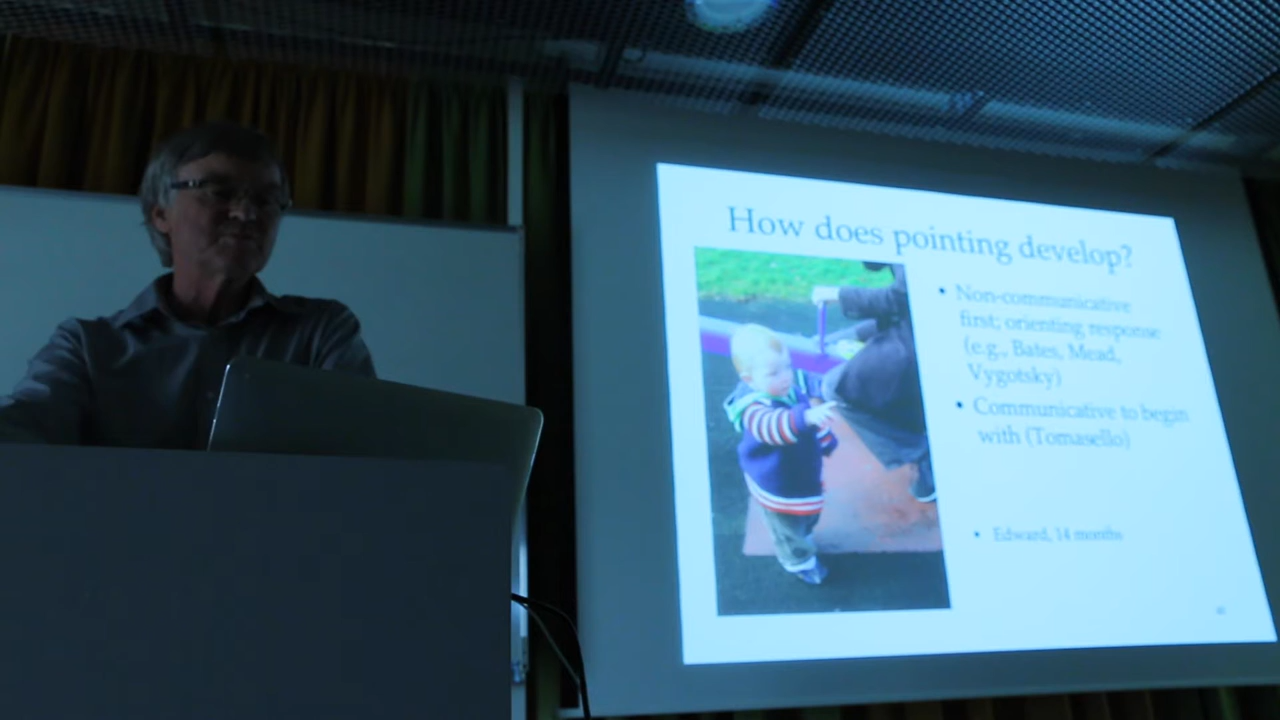 How does pointing develop?
• Non-communicative
first; orienting response
(e.g., Bates, Mead,
Vygotsky)
• Communicative to begin
with (Tomasello)
• Edward, 14 months